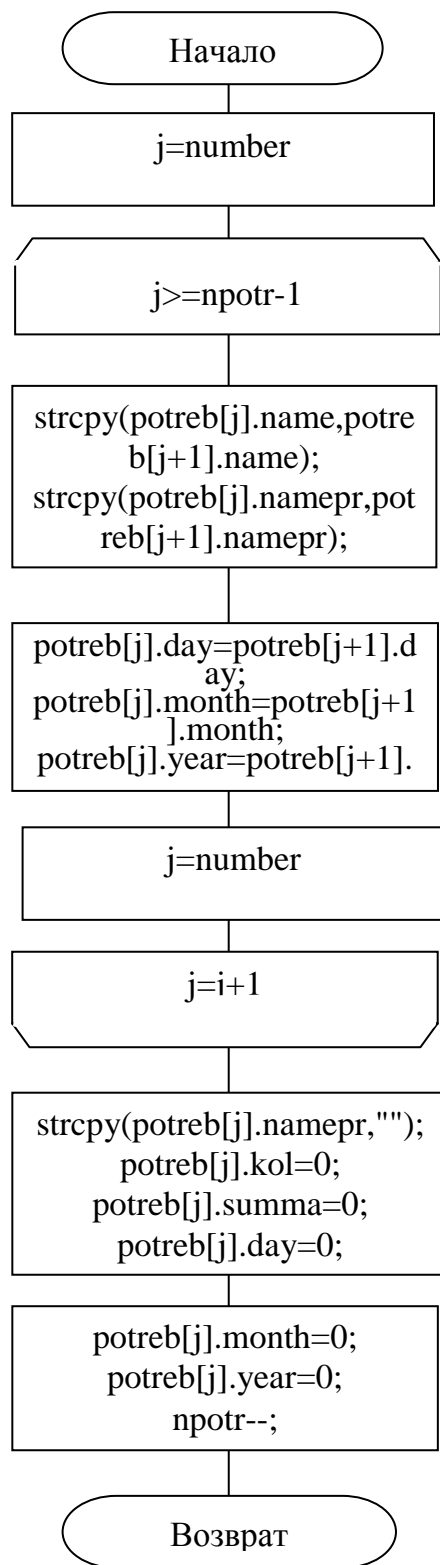 Начало
j=number
j>=npotr-1
strcpy(potreb[j].name,potre
b[j+1].name);
strcpy(potreb[j].namepr,pot
reb[j+1].namepr);
potreb[j].day=potreb[j+1].d
ay;
potreb[j].month=potreb[j+1
].month;
potreb[j].year=potreb[j+1].
j=number
j=i+1
strcpy(potreb[j].namepr,"");
potreb[j].kol=0;
potreb[j].summa=0;
potreb[j].day=0;
potreb[j].month=0;
potreb[j].year=0;
npotr--;
Возврат